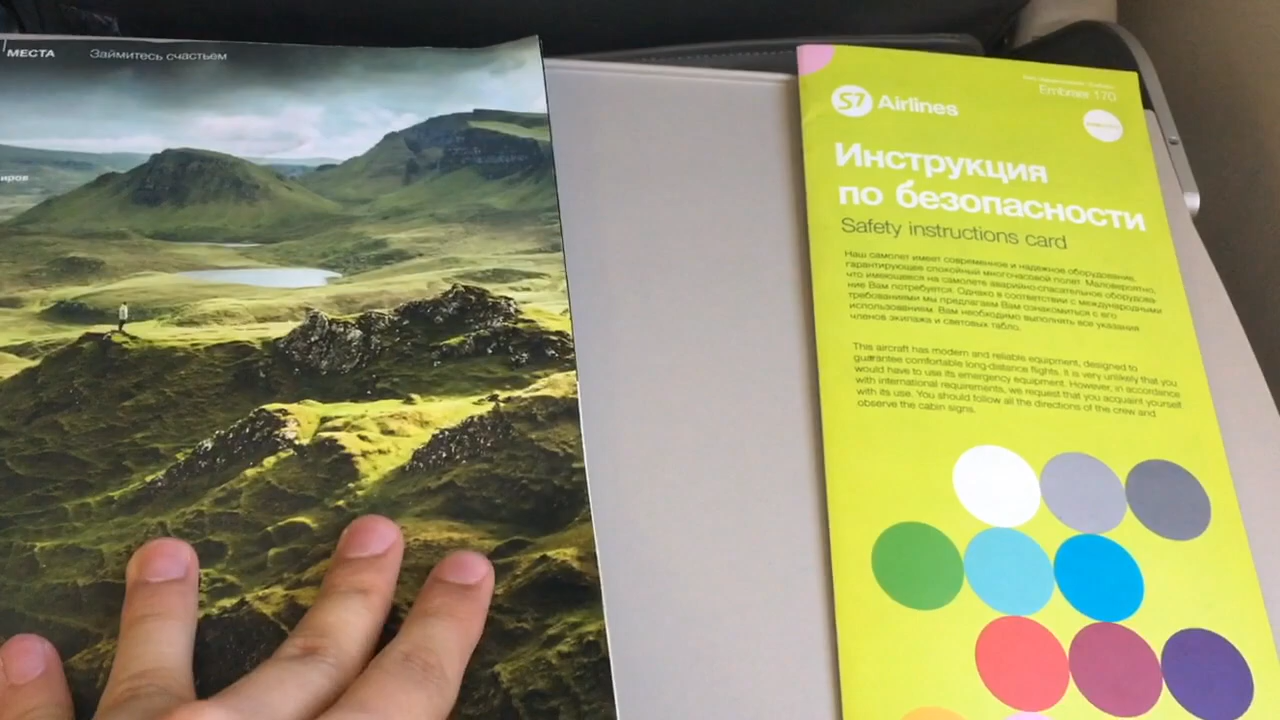 МЕСТА
Займитесь счастьем
иров
S7 Airlines
Embraer 170
Инструкция
по безопасности
Safety instructions card
Наш самолет имеет современное и надежное оборудование,
гарантирующее спокойный многочасовой полет. Маловероятно,
что имеющееся на самолете аварийно-спасательное оборудова-
ние Вам потребуется. Однако в соответствии с международными
требованиями мы предлагаем Вам ознакомиться с его
использованием. Вам необходимо выполнять все указания
членов экипажа и световых табло.
This aircraft has modern and reliable equipment, designed to
guarantee comfortable long-distance flights. It is very unlikely that you
would have to use its emergency equipment. However, in accordance
with international requirements, we request that you acquaint yourself
with its use. You should follow all the directions of the crew and
observe the cabin signs.